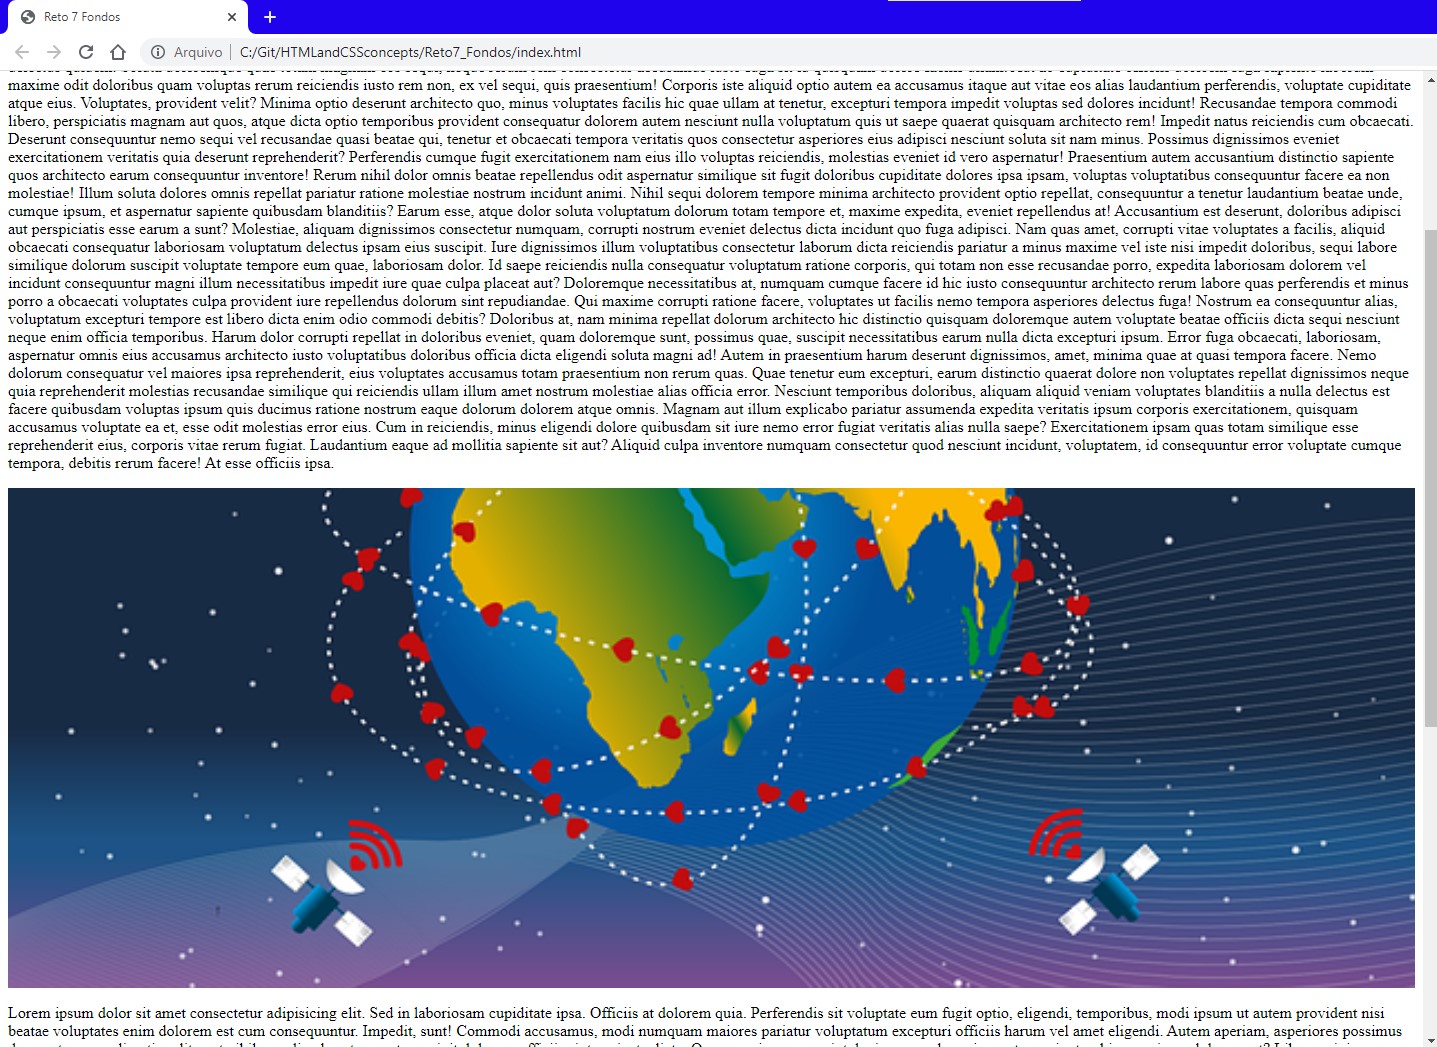 Reto 7 Fondos
Arquivo | C:/Git/HTMLandCSSconcepts/Reto7_Fondos/index.html
maxime odit doloribus quam voluptas rerum reiciendis iusto rem non, ex vel sequi, quis praesentium! Corporis iste aliquid optio autem ea accusamus itaque aut vitae eos alias laudantium perferendis, voluptate cupiditate
atque eius. Voluptates, provident velit? Minima optio deserunt architecto quo, minus voluptates facilis hic quae ullam at tenetur, excepturi tempora impedit voluptas sed dolores incidunt! Recusandae tempora commodi
libero, perspiciatis magnam aut quos, atque dicta optio temporibus provident consequatur dolorem autem nesciunt nulla voluptatum quis ut saepe quaerat quisquam architecto rem! Impedit natus reiciendis cum obcaecati.
Deserunt consequuntur nemo sequi vel recusandae quasi beatae qui, tenetur et obcaecati tempora veritatis quos consectetur asperiores eius adipisci nesciunt soluta sit nam minus. Possimus dignissimos eveniet
exercitationem veritatis quia deserunt reprehenderit? Perferendis cumque fugit exercitationem nam eius illo voluptas reiciendis, molestias eveniet id vero aspernatur! Praesentium autem accusantium distinctio sapiente
quos architecto earum consequuntur inventore! Rerum nihil dolor omnis beatae repellendus odit aspernatur similique sit fugit doloribus cupiditate dolores ipsa ipsam, voluptas voluptatibus consequuntur facere ea non
molestiae! Illum soluta dolores omnis repellat pariatur ratione molestiae nostrum incidunt animi. Nihil sequi dolorem tempore minima architecto provident optio repellat, consequuntur a tenetur laudantium beatae unde,
cumque ipsum, et aspernatur sapiente quibusdam blanditiis? Earum esse, atque dolor soluta voluptatum dolorum totam tempore et, maxime expedita, eveniet repellendus at! Accusantium est deserunt, doloribus adipisci
aut perspiciatis esse earum a sunt? Molestiae, aliquam dignissimos consectetur numquam, corrupti nostrum eveniet delectus dicta incidunt quo fuga adipisci. Nam quas amet, corrupti vitae voluptates a facilis, aliquid
obcaecati consequatur laboriosam voluptatum delectus ipsam eius suscipit. Iure dignissimos illum voluptatibus consectetur laborum dicta reiciendis pariatur a minus maxime vel iste nisi impedit doloribus, sequi labore
similique dolorum suscipit voluptate tempore eum quae, laboriosam dolor. Id saepe reiciendis nulla consequatur voluptatum ratione corporis, qui totam non esse recusandae porro, expedita laboriosam dolorem vel
incidunt consequuntur magni illum necessitatibus impedit iure quae culpa placeat aut? Doloremque necessitatibus at, numquam cumque facere id hic iusto consequuntur architecto rerum labore quas perferendis et minus
porro a obcaecati voluptates culpa provident iure repellendus dolorum sint repudiandae. Qui maxime corrupti ratione facere, voluptates ut facilis nemo tempora asperiores delectus fuga! Nostrum ea consequuntur alias,
voluptatum excepturi tempore est libero dicta enim odio commodi debitis? Doloribus at, nam minima repellat dolorum architecto hic distinctio quisquam doloremque autem voluptate beatae officiis dicta sequi nesciunt
neque enim officia temporibus. Harum dolor corrupti repellat in doloribus eveniet, quam doloremque sunt, possimus quae, suscipit necessitatibus earum nulla dicta excepturi ipsum. Error fuga obcaecati, laboriosam,
aspernatur omnis eius accusamus architecto iusto voluptatibus doloribus officia dicta eligendi soluta magni ad! Autem in praesentium harum deserunt dignissimos, amet, minima quae at quasi tempora facere. Nemo
dolorum consequatur vel maiores ipsa reprehenderit, eius voluptates accusamus totam praesentium non rerum quas. Quae tenetur eum excepturi, earum distinctio quaerat dolore non voluptates repellat dignissimos neque
quia reprehenderit molestias recusandae similique qui reiciendis ullam illum amet nostrum molestiae alias officia error. Nesciunt temporibus doloribus, aliquam aliquid veniam voluptates blanditiis a nulla delectus est
facere quibusdam voluptas ipsum quis ducimus ratione nostrum eaque dolorum dolorem atque omnis. Magnam aut illum explicabo pariatur assumenda expedita veritatis ipsum corporis exercitationem, quisquam
accusamus voluptate ea et, esse odit molestias error eius. Cum in reiciendis, minus eligendi dolore quibusdam sit iure nemo error fugiat veritatis alias nulla saepe? Exercitationem ipsam quas totam similique esse
reprehenderit eius, corporis vitae rerum fugiat. Laudantium eaque ad mollitia sapiente sit aut? Aliquid culpa inventore numquam consectetur quod nesciunt incidunt, voluptatem, id consequuntur error voluptate cumque
tempora, debitis rerum facere! At esse officiis ipsa.
Lorem ipsum dolor sit amet consectetur adipisicing elit. Sed in laboriosam cupiditate ipsa. Officiis at dolorem quia. Perferendis sit voluptate eum fugit optio, eligendi, temporibus, modi ipsum ut autem provident nisi
beatae voluptates enim dolorem est cum consequuntur. Impedit, sunt! Commodi accusamus, modi numquam maiores pariatur voluptatum excepturi officiis harum vel amet eligendi. Autem aperiam, asperiores possimus